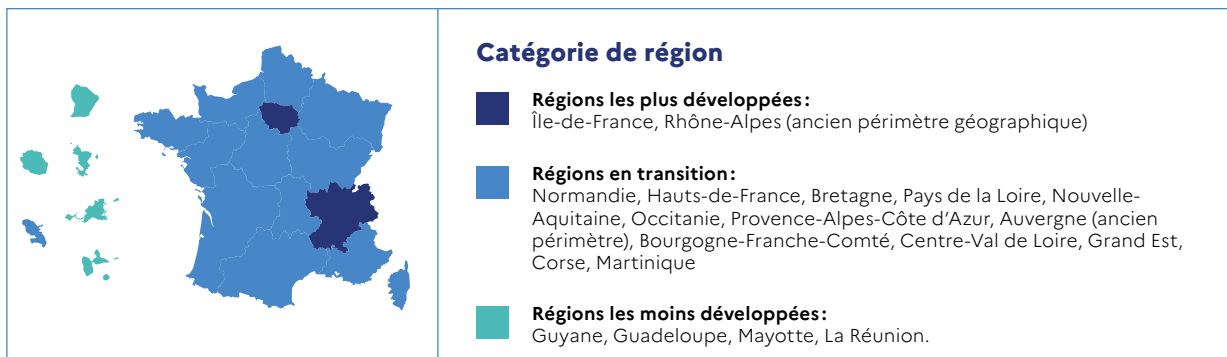 Catégorie de région
Régions les plus développées :
Île-de-France, Rhône-Alpes (ancien périmètre géographique)
Régions en transition :
Normandie, Hauts-de-France, Bretagne, Pays de la Loire, Nouvelle-
Aquitaine, Occitanie, Provence-Alpes-Côte d’Azur, Auvergne (ancien
périmètre), Bourgogne-Franche-Comté, Centre-Val de Loire, Grand Est,
Corse, Martinique
Régions les moins développées :
Guyane, Guadeloupe, Mayotte, La Réunion.